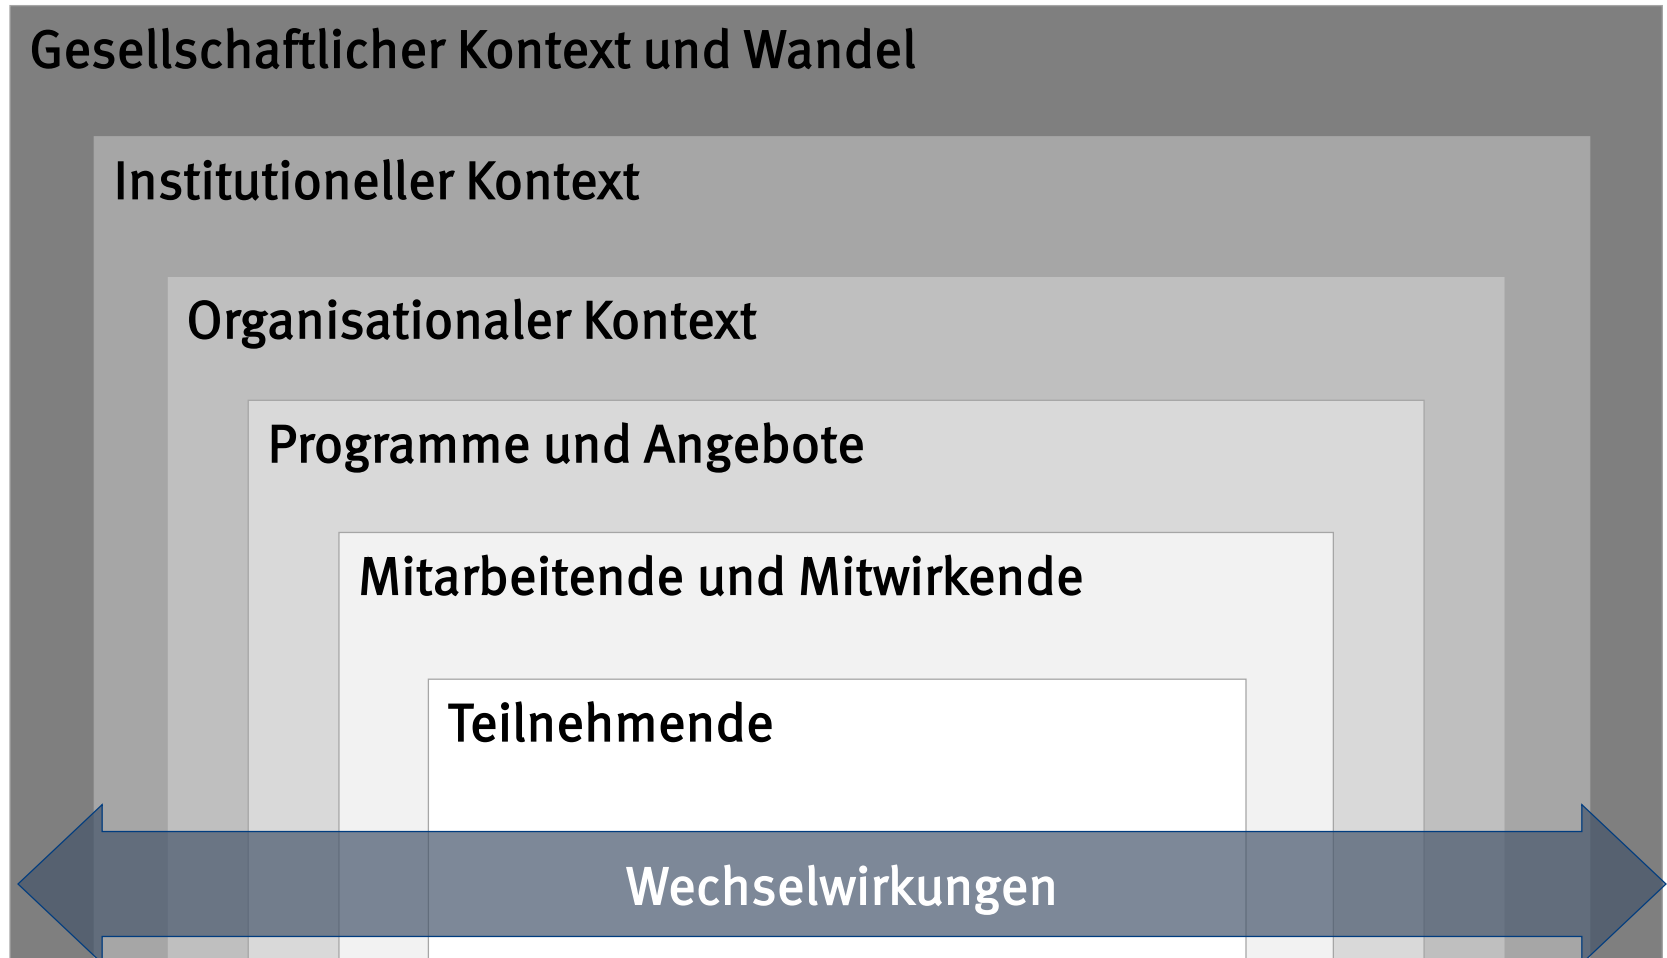 Gesellschaftlicher Kontext und Wandel
Institutioneller Kontext
Organisationaler Kontext
Programme und Angebote
Mitarbeitende und Mitwirkende
Teilnehmende
Wechselwirkungen